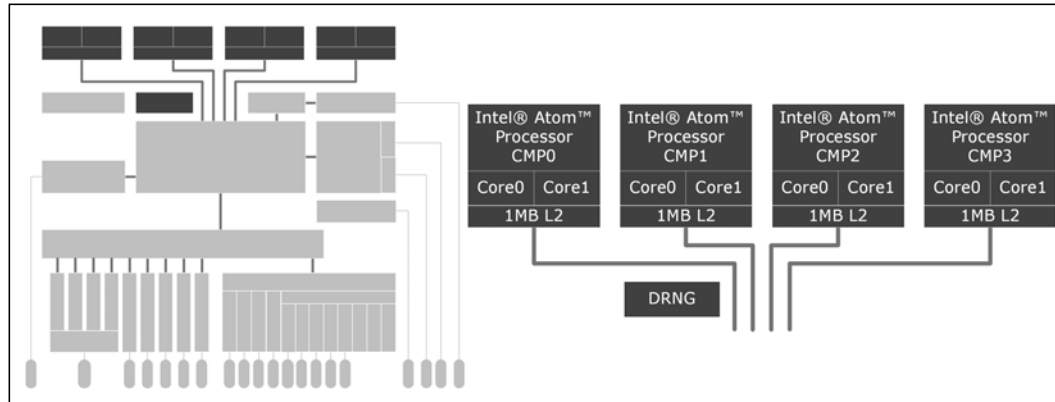 Intel® Atom™
Processor
CMP0
Core0 Core1
1MB L2
Intel® Atom™
Processor
CMP1
Core0 Core1
1MB L2
Intel® Atom™
Processor
CMP2
Core0 Core1
1MB L2
Intel® Atom™
Processor
CMP3
Core0 Core1
1MB L2
DRNG